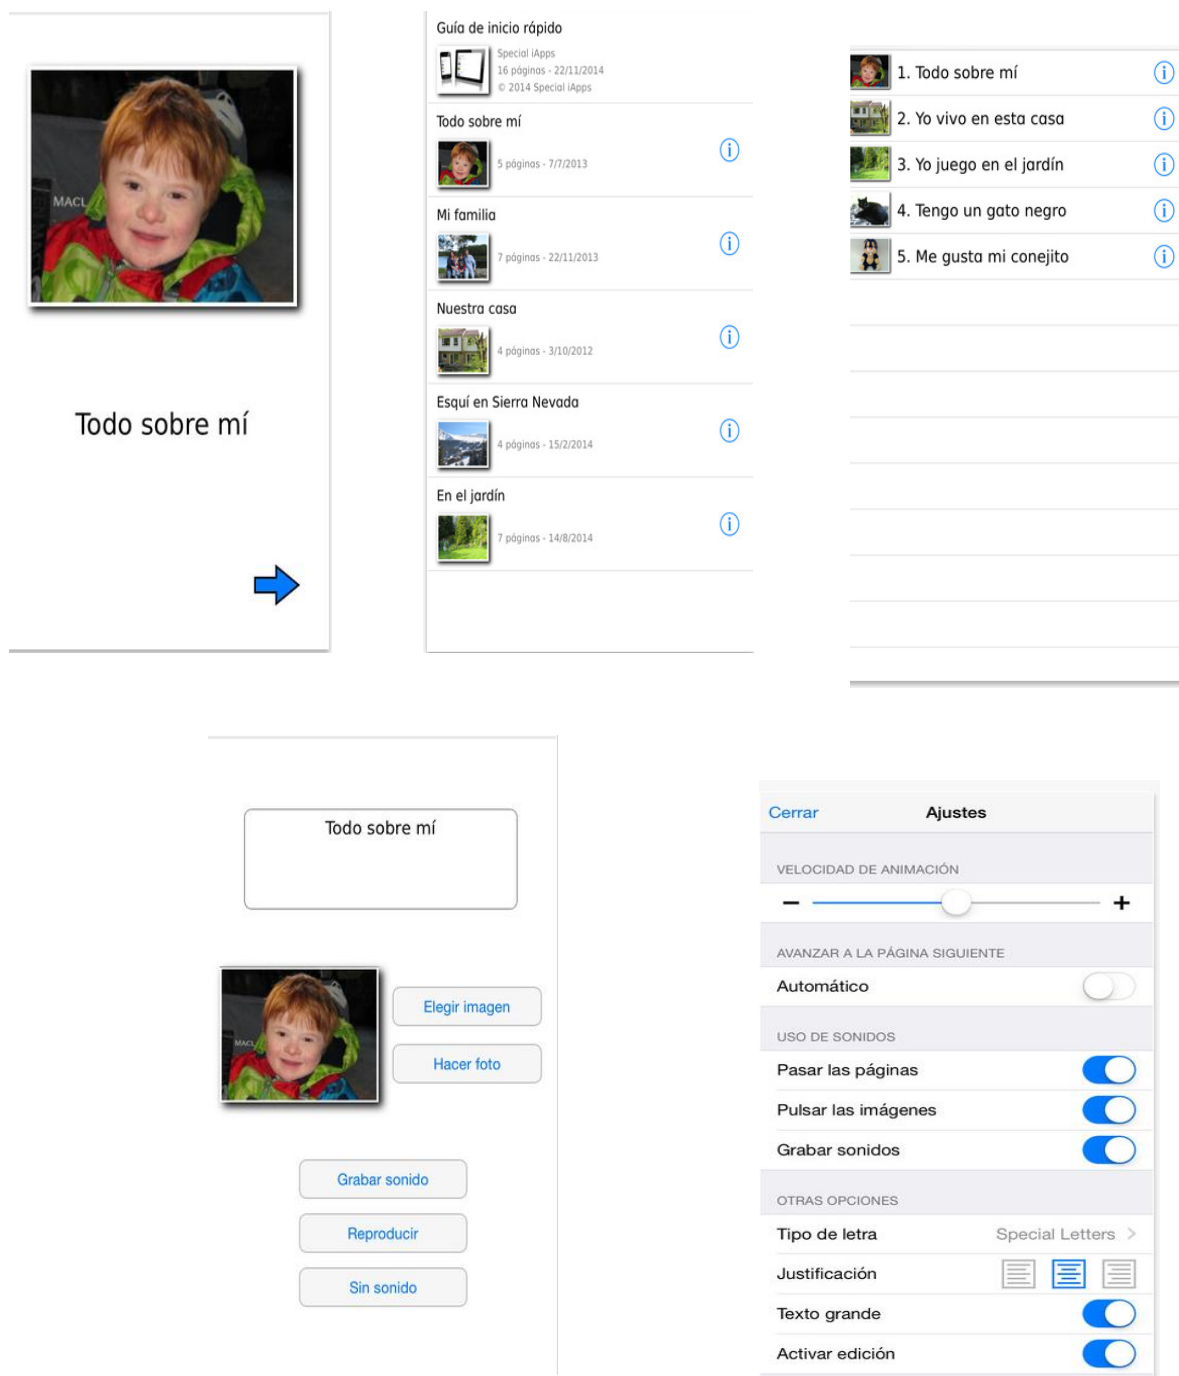 MACL
Todo sobre mí
Guía de inicio rápido
Special iApps
16 páginas - 22/11/2014
© 2014 Special iApps
Todo sobre mí
5 páginas - 7/7/2013
Mi familia
7 páginas - 22/11/2013
Nuestra casa
4 páginas - 3/10/2012
Esquí en Sierra Nevada
4 páginas - 15/2/2014
En el jardín
7 páginas - 14/8/2014
1. Todo sobre mí
2. Yo vivo en esta casa
3. Yo juego en el jardín
4. Tengo un gato negro
5. Me gusta mi conejito
Todo sobre mí
MACL
Elegir imagen
Hacer foto
Grabar sonido
Reproducir
Sin sonido
Cerrar Ajustes
VELOCIDAD DE ANIMACIÓN
− +
AVANZAR A LA PÁGINA SIGUIENTE
Automático
USO DE SONIDOS
Pasar las páginas
Pulsar las imágenes
Grabar sonidos
OTRAS OPCIONES
Tipo de letra Special Letters >
Justificación
Texto grande
Activar edición